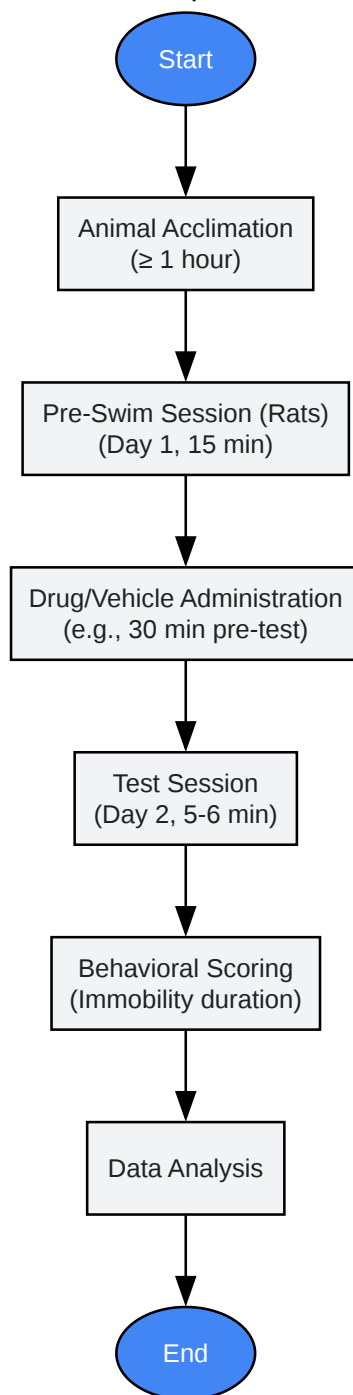 Start
Animal Acclimation
(≥ 1 hour)
Pre-Swim Session (Rats)
(Day 1, 15 min)
Drug/Vehicle Administration
(e.g., 30 min pre-test)
Test Session
(Day 2, 5-6 min)
Behavioral Scoring
(Immobility duration)
Data Analysis
End